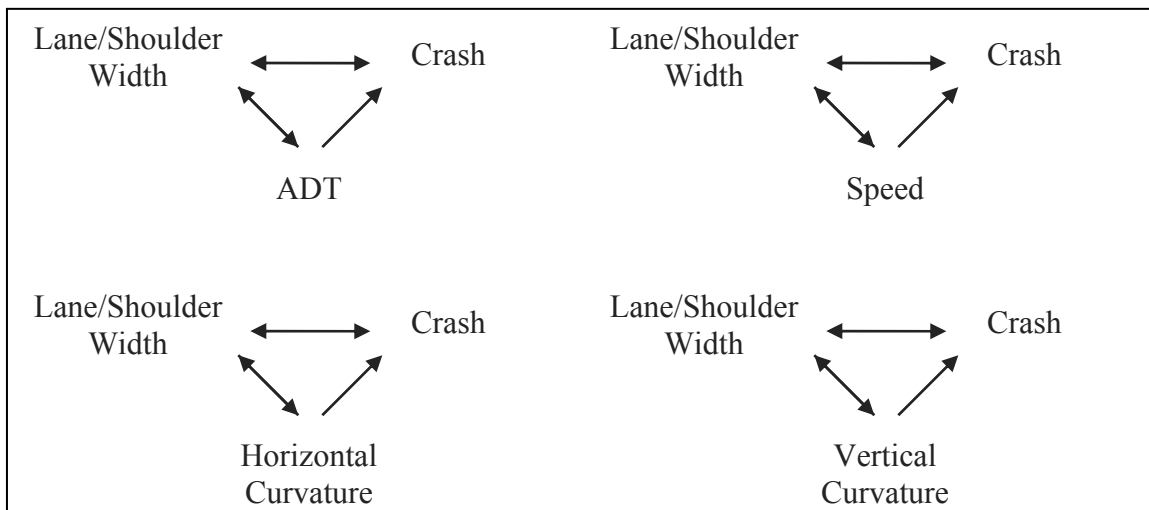 Lane/Shoulder
Width
Crash
ADT
Lane/Shoulder
Width
Crash
Speed
Lane/Shoulder
Width
Crash
Horizontal
Curvature
Lane/Shoulder
Width
Crash
Vertical
Curvature